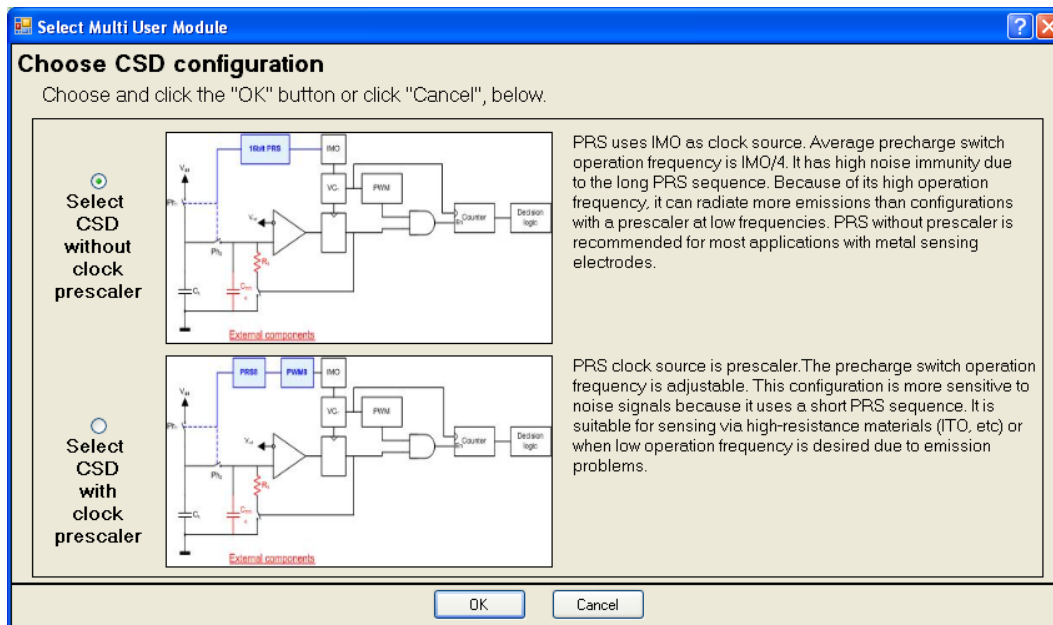 Select Multi User Module
Choose CSD configuration
Choose and click the "OK" button or click "Cancel", below.
Select
CSD
without
clock
prescaler
16bit PRS
IMO
VC
PWM
Counter
En
Decision
logic
External components
PRS uses IMO as clock source. Average precharge switch
operation frequency is IMO/4. It has high noise immunity due
to the long PRS sequence. Because of its high operation
frequency, it can radiate more emissions than configurations
with a prescaler at low frequencies. PRS without prescaler is
recommended for most applications with metal sensing
electrodes.
Select
CSD
with
clock
prescaler
PRS8
PWM8
IMO
VC
PWM
Counter
En
Decision
logic
External components
PRS clock source is prescaler.The precharge switch operation
frequency is adjustable. This configuration is more sensitive to
noise signals because it uses a short PRS sequence. It is
suitable for sensing via high-resistance materials (ITO, etc) or
when low operation frequency is desired due to emission
problems.
OK
Cancel